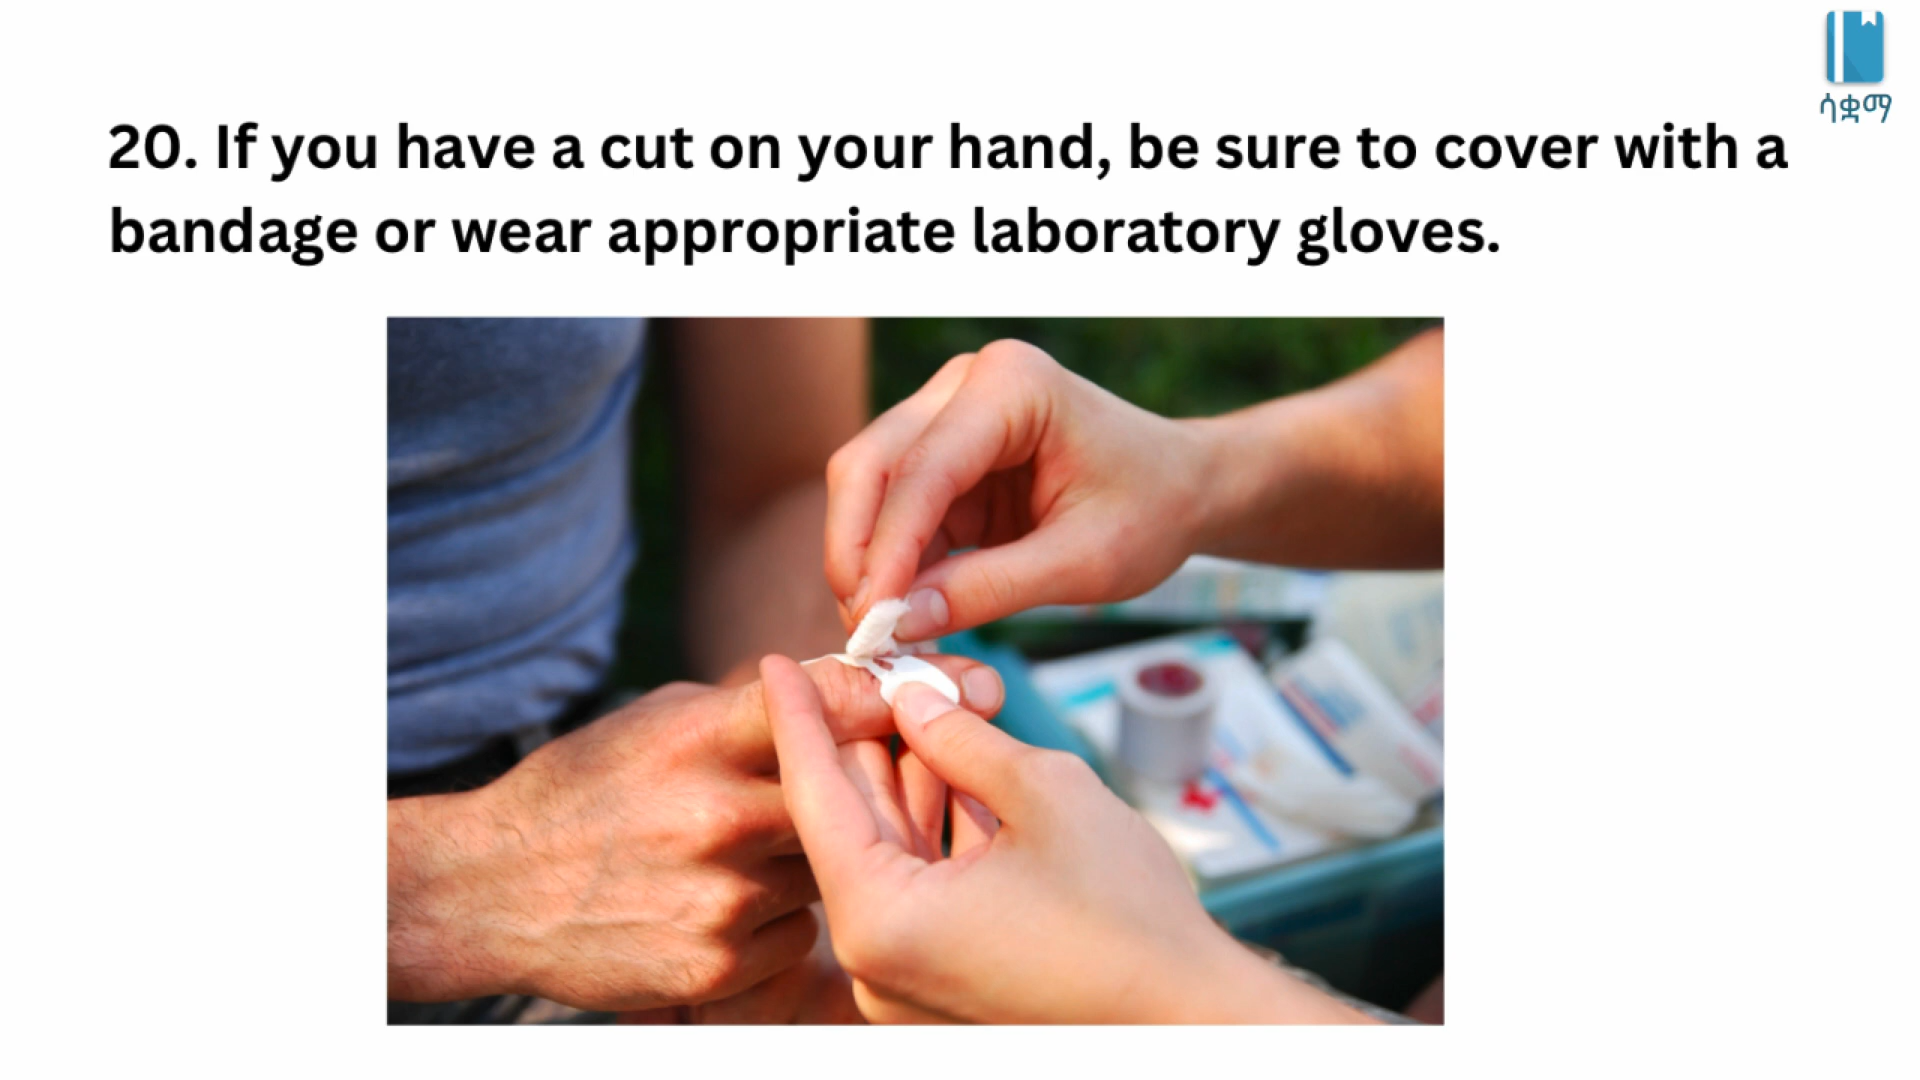 ሳቋማ
20. If you have a cut on your hand, be sure to cover with a
bandage or wear appropriate laboratory gloves.